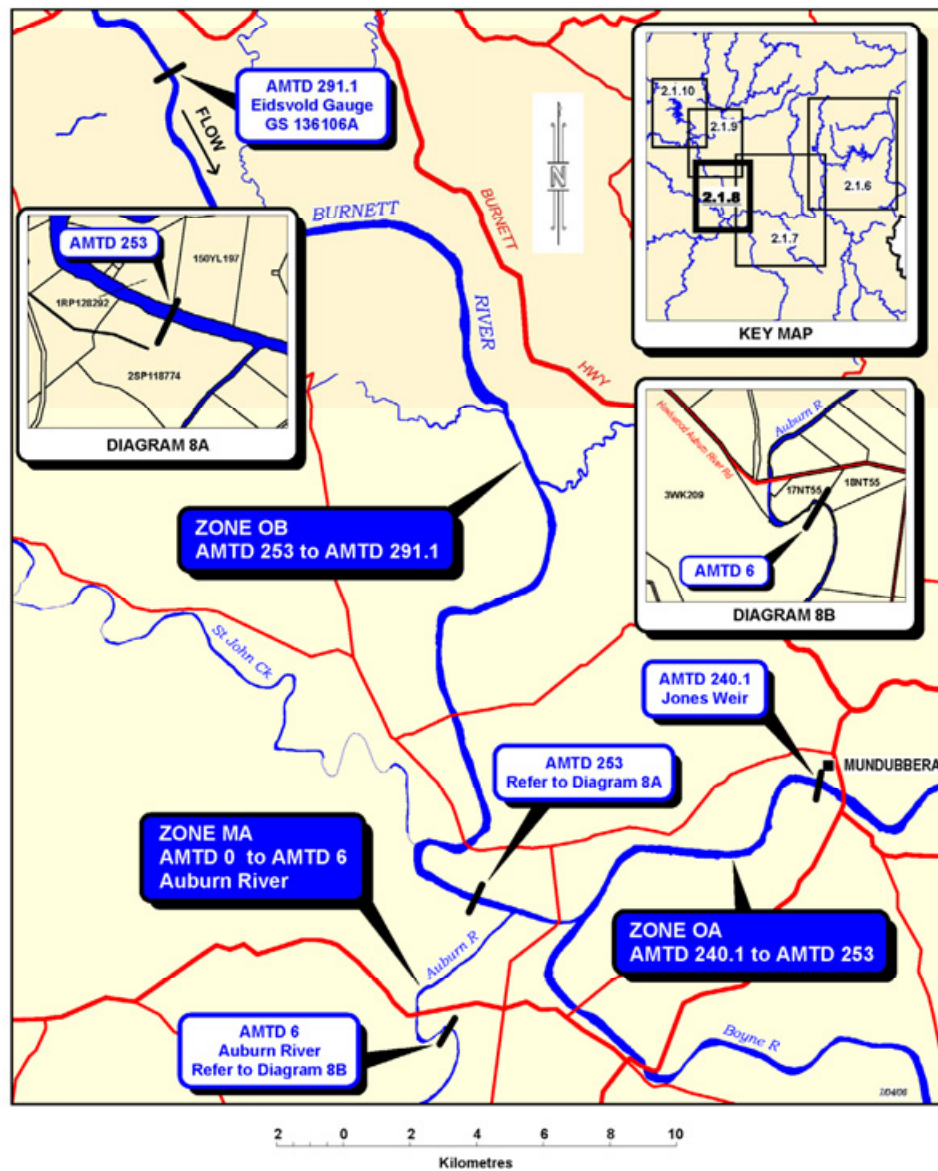 AMTD 291.1
Eidsvold Gauge
GS 136106A
FLOW
BURNETT
RIVER
BURNETT
HWY
N
2.1.10
2.1.9
2.1.8
2.1.7
2.1.6
KEY MAP
AMTD 253
150YL197
1RP128292
2SP118774
DIAGRAM 8A
ZONE OB
AMTD 253 to AMTD 291.1
Hawkwood Auburn River Rd
Auburn R
3WK209
17NT55
18NT55
AMTD 6
DIAGRAM 8B
St John Ck
AMTD 240.1
Jones Weir
MUNDUBBERA
AMTD 253
Refer to Diagram 8A
ZONE MA
AMTD 0 to AMTD 6
Auburn River
ZONE OA
AMTD 240.1 to AMTD 253
Auburn R
AMTD 6
Auburn River
Refer to Diagram 8B
Boyne R
2 0 2 4 6 8 10
Kilometres